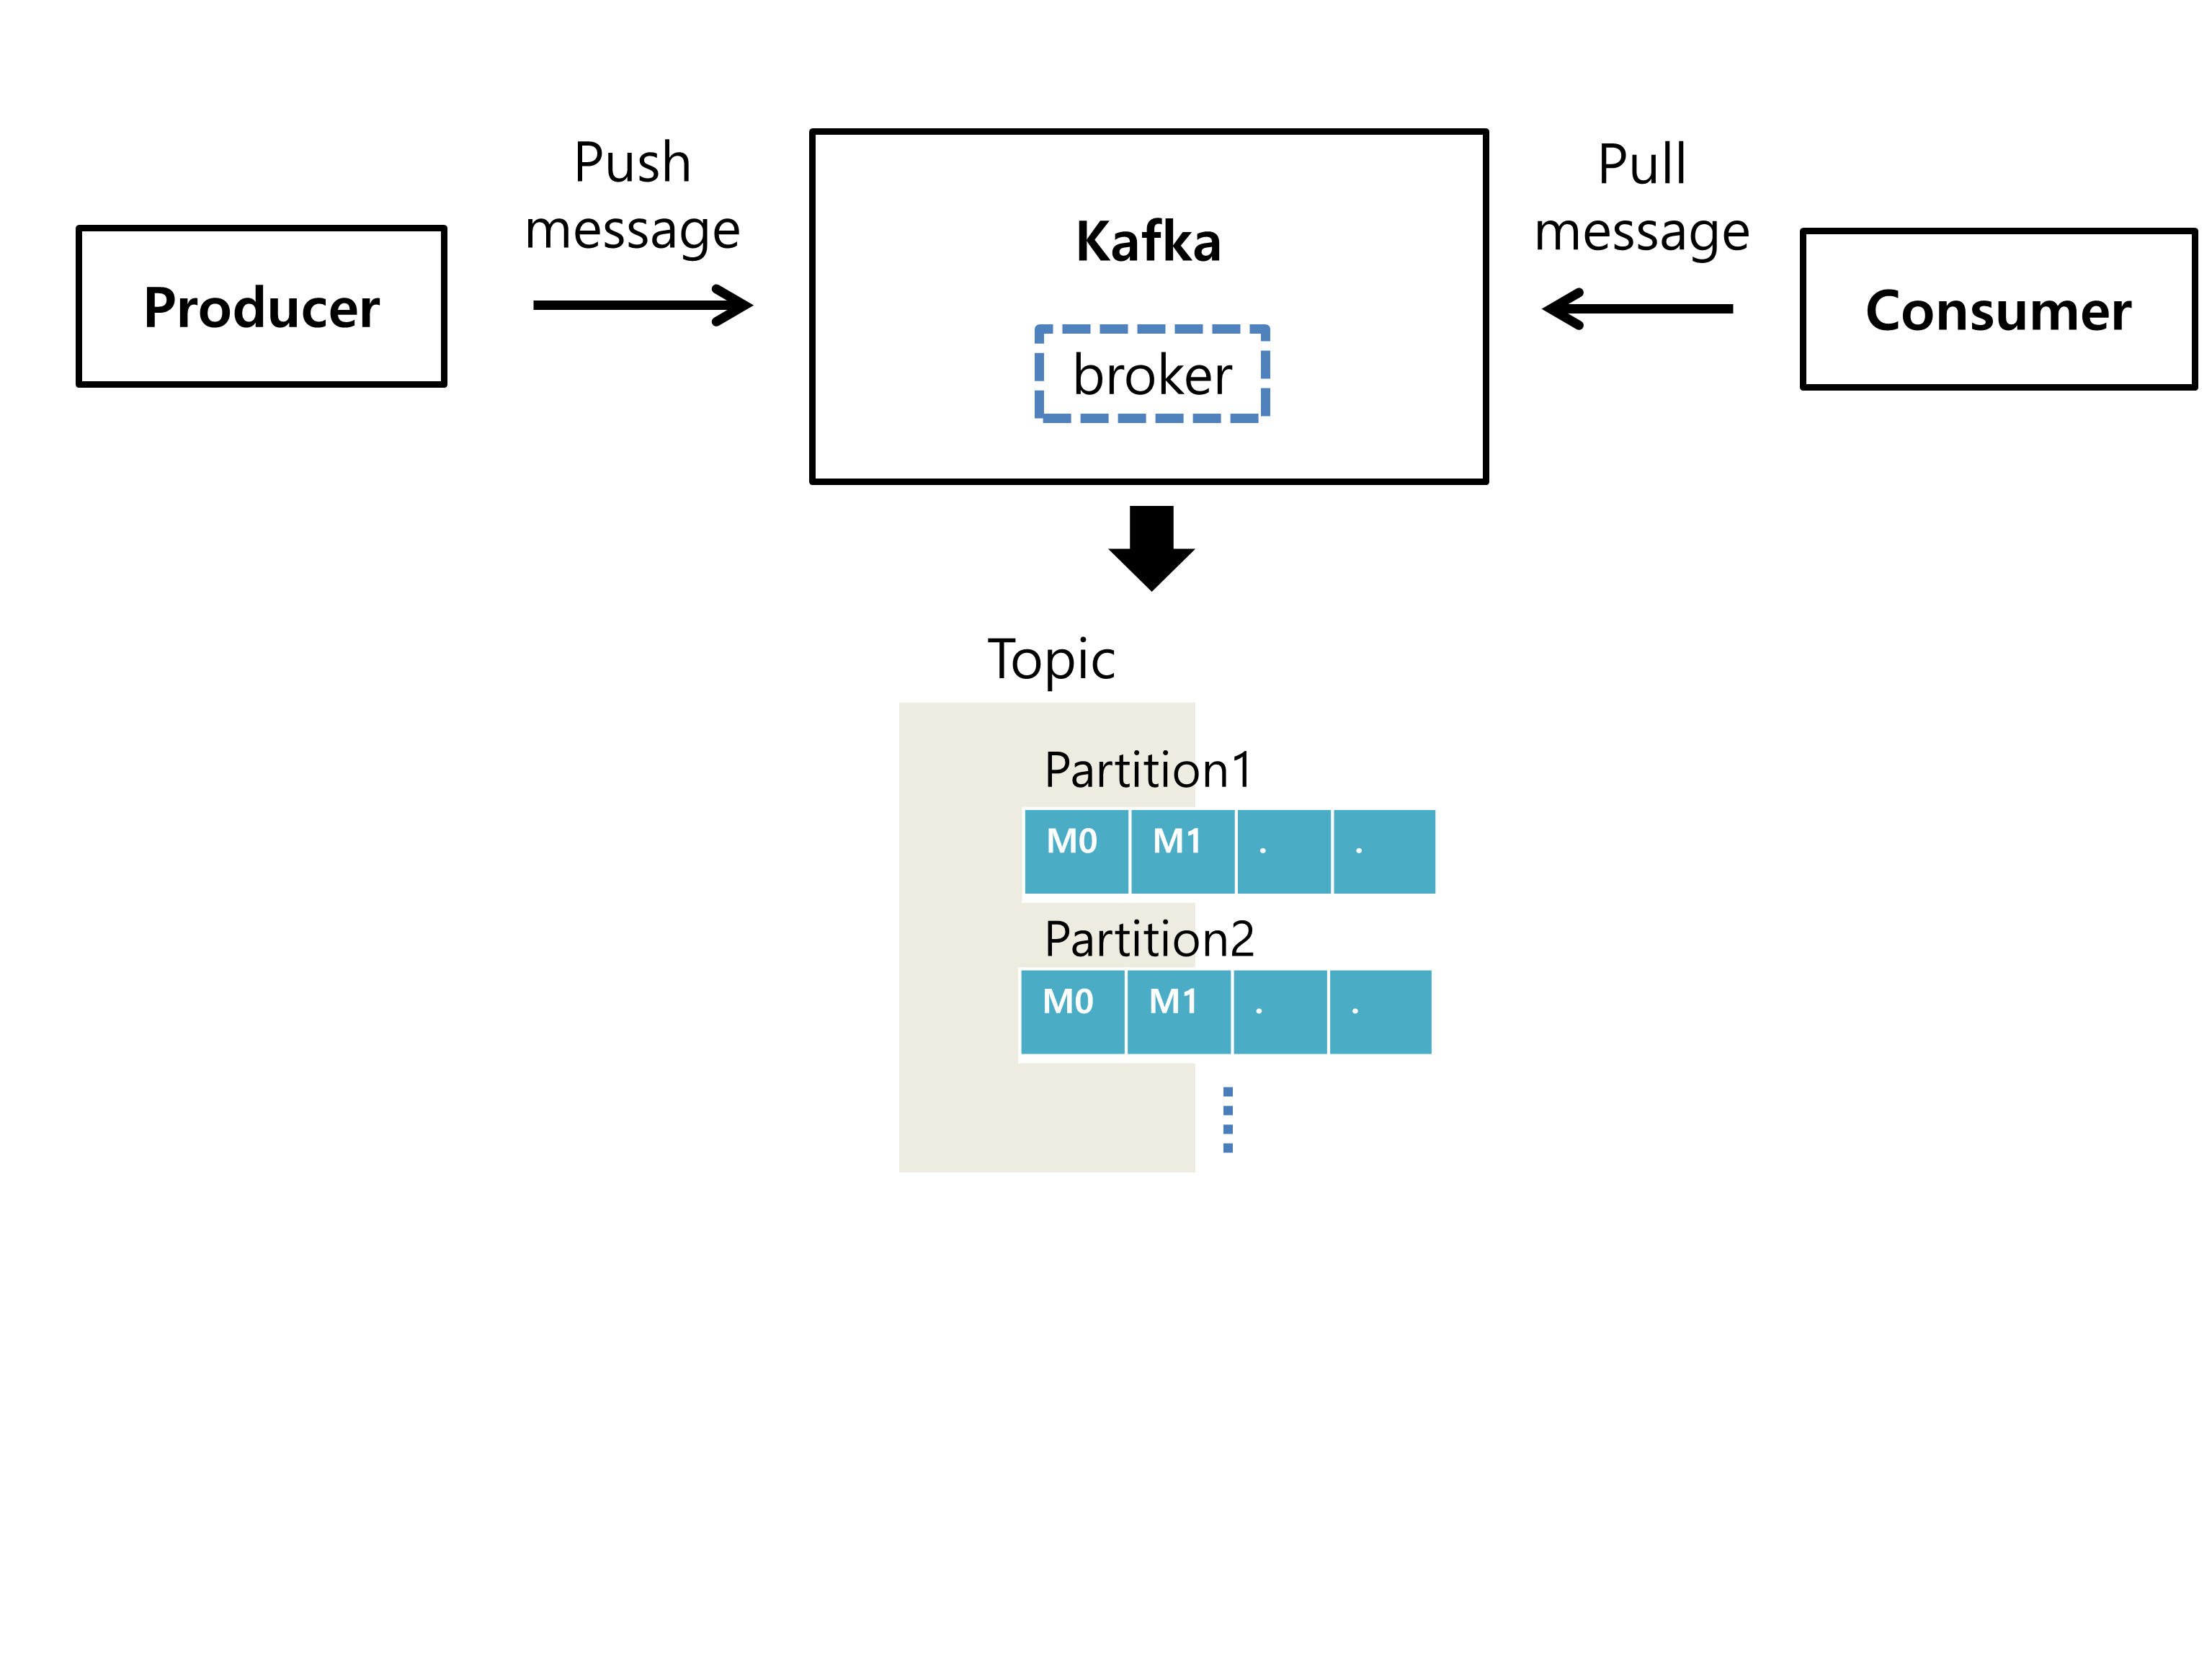 Push
message
Producer
Kafka
broker
Pull
message
Consumer
Topic
Partition1
M0 M1 . .
Partition2
M0 M1 . .